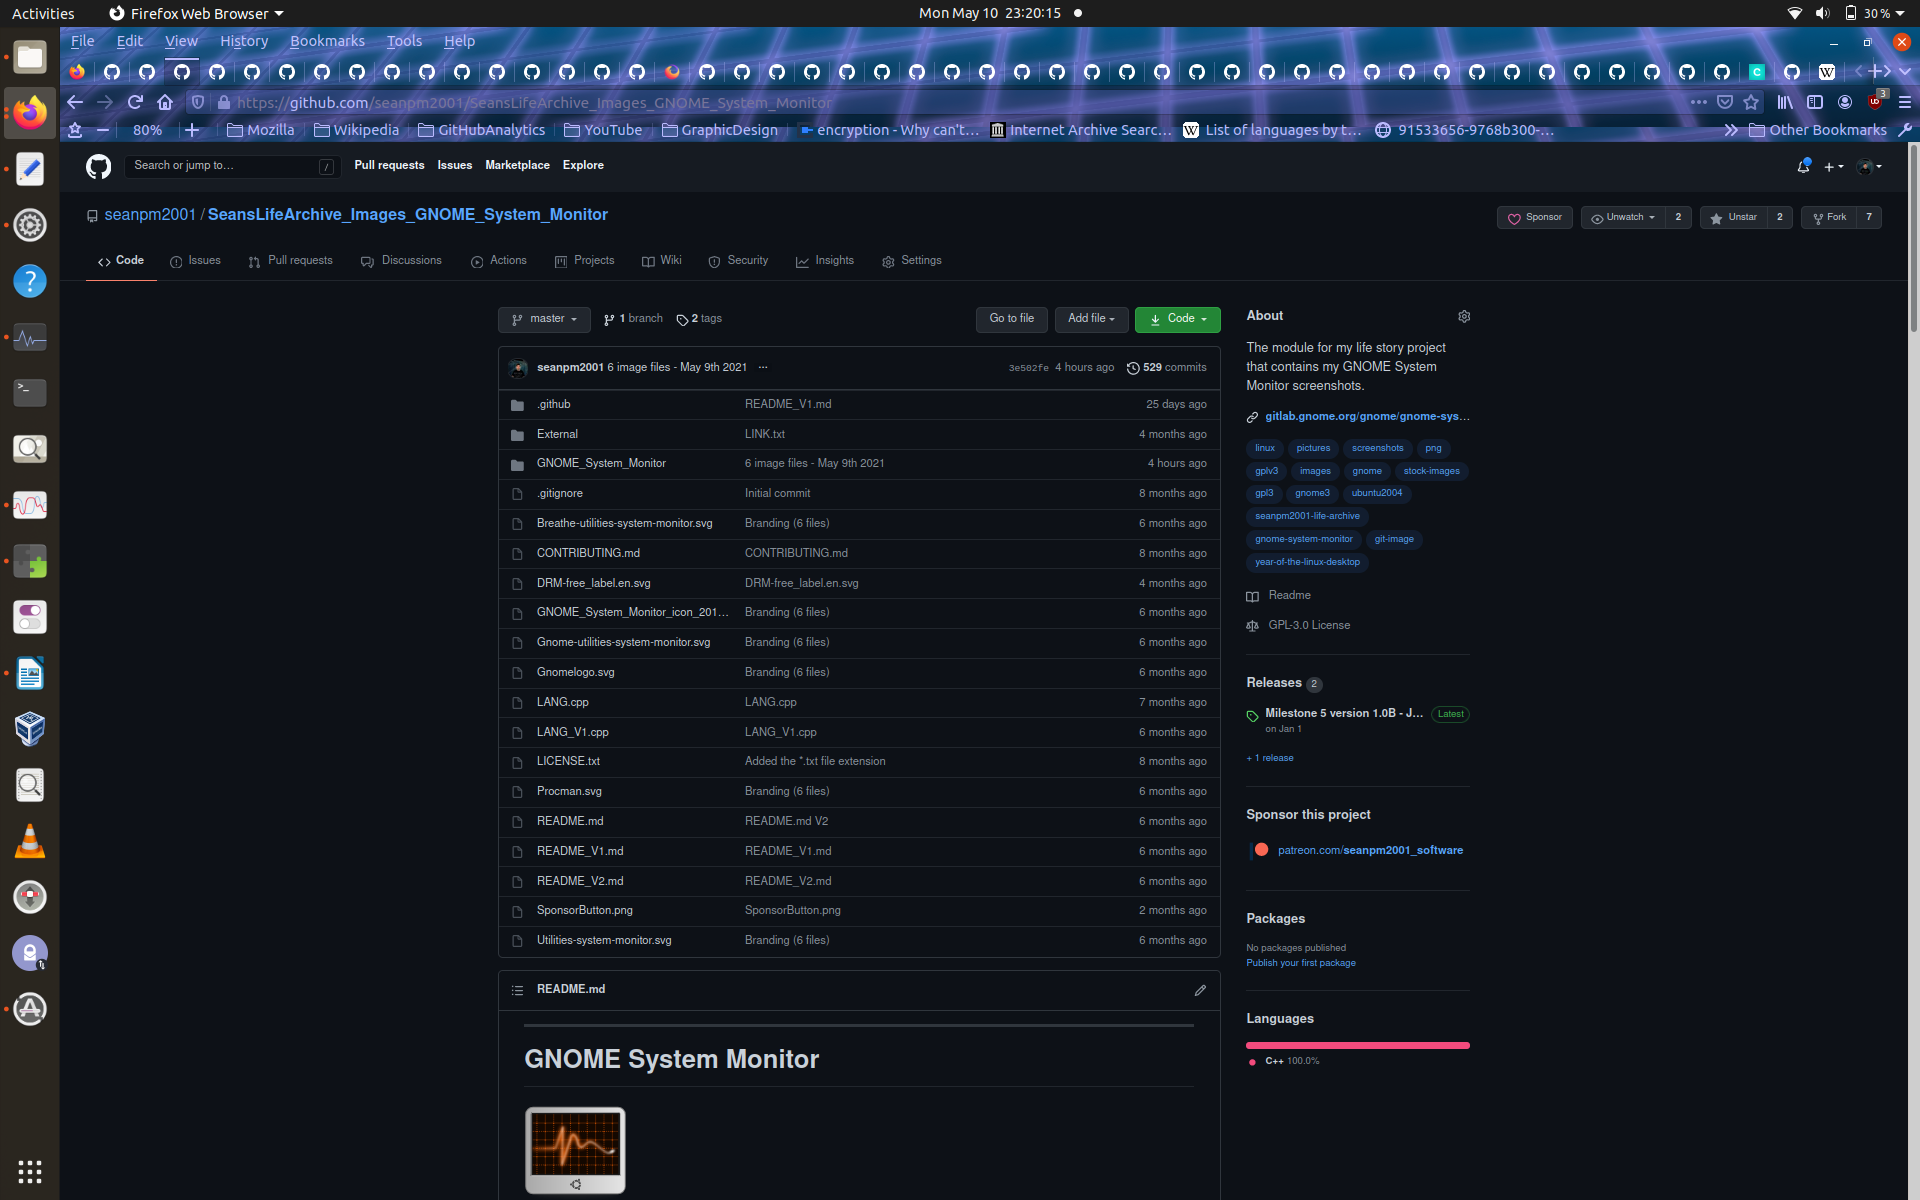 Activities Firefox Web Browser Mon May 10 23:20:15 30 %
File Edit View History Bookmarks Tools Help
https://github.com/seanpm2001/SeansLifeArchive_Images_GNOME_System_Monitor 3
80% Mozilla Wikipedia GitHubAnalytics YouTube GraphicDesign encryption - Why can't... Internet Archive Searc... List of languages by t... 91533656-9768b300-... Other Bookmarks
Search or jump to... / Pull requests Issues Marketplace Explore
seanpm2001 / SeansLifeArchive_Images_GNOME_System_Monitor Sponsor Unwatch 2 Unstar 2 Fork 7
Code Issues Pull requests Discussions Actions Projects Wiki Security Insights Settings
master 1 branch 2 tags Go to file Add file Code
seanpm2001 6 image files - May 9th 2021 ... 3e502fe 4 hours ago 529 commits
.github README_V1.md 25 days ago
External LINK.txt 4 months ago
GNOME_System_Monitor 6 image files - May 9th 2021 4 hours ago
.gitignore Initial commit 8 months ago
Breathe-utilities-system-monitor.svg Branding (6 files) 6 months ago
CONTRIBUTING.md CONTRIBUTING.md 8 months ago
DRM-free_label.en.svg DRM-free_label.en.svg 4 months ago
GNOME_System_Monitor_icon_201... Branding (6 files) 6 months ago
Gnome-utilities-system-monitor.svg Branding (6 files) 6 months ago
Gnomelogo.svg Branding (6 files) 6 months ago
LANG.cpp LANG.cpp 7 months ago
LANG_V1.cpp LANG_V1.cpp 6 months ago
LICENSE.txt Added the *.txt file extension 8 months ago
Procman.svg Branding (6 files) 6 months ago
README.md README.md V2 6 months ago
README_V1.md README_V1.md 6 months ago
README_V2.md README_V2.md 6 months ago
SponsorButton.png SponsorButton.png 2 months ago
Utilities-system-monitor.svg Branding (6 files) 6 months ago
README.md
GNOME System Monitor
About
The module for my life story project
that contains my GNOME System
Monitor screenshots.
gitlab.gnome.org/gnome/gnome-sys...
linux pictures screenshots png
gplv3 images gnome stock-images
gpl3 gnome3 ubuntu2004
seanpm2001-life-archive
gnome-system-monitor git-image
year-of-the-linux-desktop
Readme
GPL-3.0 License
Releases 2
Milestone 5 version 1.0B - J... Latest
on Jan 1
+ 1 release
Sponsor this project
patreon.com/seanpm2001_software
Packages
No packages published
Publish your first package
Languages
C++ 100.0%